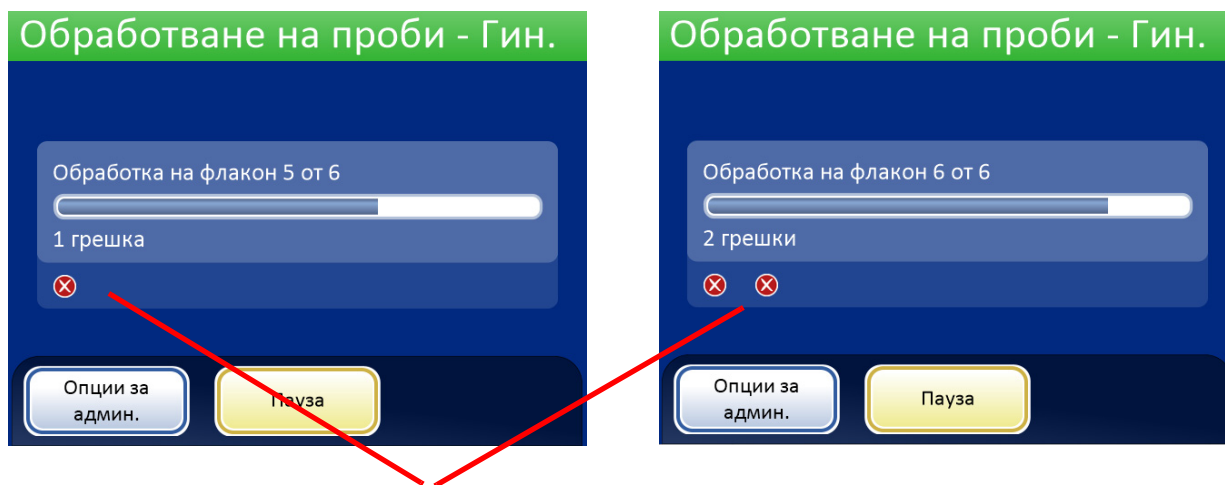 Обработване на проби - Гин.
Обработка на флакон 5 от 6
1 грешка
Опции за
админ.
Пауза
Обработване на проби - Гин.
Обработка на флакон 6 от 6
2 грешки
Опции за
админ.
Пауза